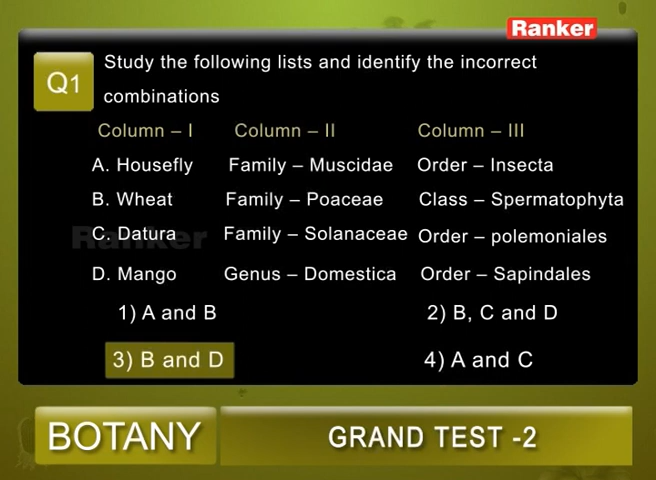 Ranker
Q1
Study the following lists and identify the incorrect
combinations
Column – I Column – II Column – III
A. Housefly Family – Muscidae Order – Insecta
B. Wheat Family – Poaceae Class – Spermatophyta
C. Datura Family – Solanaceae Order – polemoniales
Ranker
D. Mango Genus – Domestica Order – Sapindales
1) A and B 2) B, C and D
3) B and D 4) A and C
BOTANY GRAND TEST -2